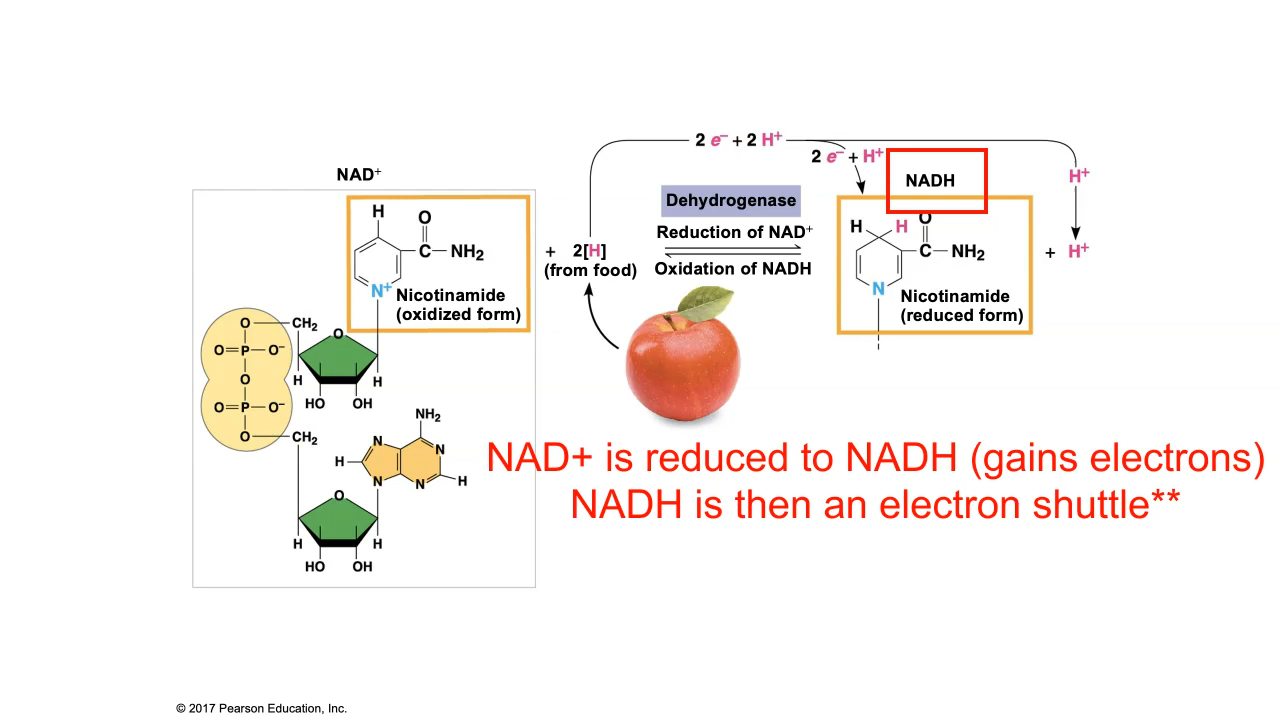 2 e⁻ + 2 H⁺
2 e⁻ + H⁺
NAD⁺
NADH
H⁺
Dehydrogenase
Reduction of NAD⁺
Oxidation of NADH
H
O
C
NH₂
N⁺
Nicotinamide
(oxidized form)
+ 2[H]
(from food)
H
H
O
C
NH₂
N
Nicotinamide
(reduced form)
+ H⁺
O
CH₂
O=P—O⁻
O
H
H
HO
OH
O
O=P—O⁻
O
CH₂
NH₂
N
N
H
N
N
H
O
H
H
HO
OH
NAD+ is reduced to NADH (gains electrons)
NADH is then an electron shuttle**
© 2017 Pearson Education, Inc.